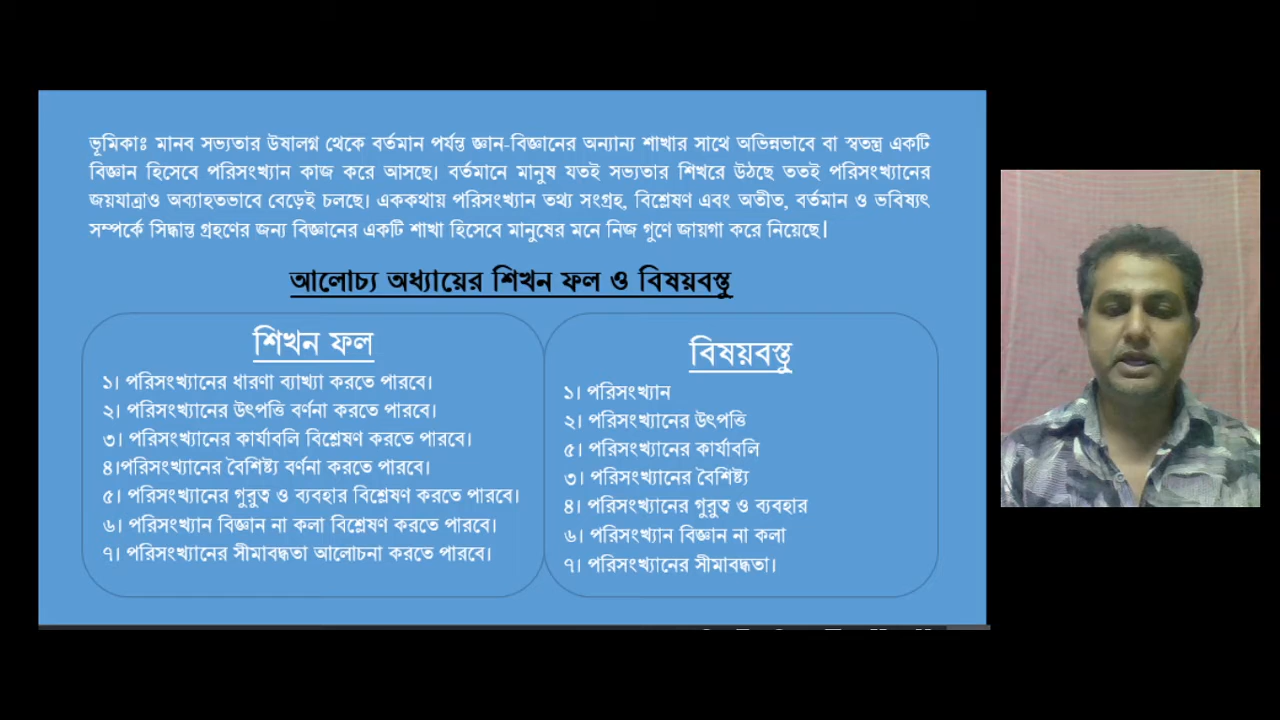 ভূমিকাঃ মানব সভ্যতার উষালগ্ন থেকে বর্তমান পর্যন্ত জ্ঞান-বিজ্ঞানের অন্যান্য শাখার সাথে অভিন্নভাবে বা স্বতন্ত্র একটি
বিজ্ঞান হিসেবে পরিসংখ্যান কাজ করে আসছে। বর্তমানে মানুষ যতই সভ্যতার শিখরে উঠছে ততই পরিসংখ্যানের
জয়যাত্রাও অব্যাহতভাবে বেড়েই চলছে। এককথায় পরিসংখ্যান তথ্য সংগ্রহ, বিশ্লেষণ এবং অতীত, বর্তমান ও ভবিষ্যৎ
সম্পর্কে সিদ্ধান্ত গ্রহণের জন্য বিজ্ঞানের একটি শাখা হিসেবে মানুষের মনে নিজ গুণে জায়গা করে নিয়েছে।
আলোচ্য অধ্যায়ের শিখন ফল ও বিষয়বস্তু
শিখন ফল
১। পরিসংখ্যানের ধারণা ব্যাখ্যা করতে পারবে।
২। পরিসংখ্যানের উৎপত্তি বর্ণনা করতে পারবে।
৩। পরিসংখ্যানের কার্যাবলি বিশ্লেষণ করতে পারবে।
৪।পরিসংখ্যানের বৈশিষ্ট্য বর্ণনা করতে পারবে।
৫। পরিসংখ্যানের গুরুত্ব ও ব্যবহার বিশ্লেষণ করতে পারবে।
৬। পরিসংখ্যান বিজ্ঞান না কলা বিশ্লেষণ করতে পারবে।
৭। পরিসংখ্যানের সীমাবদ্ধতা আলোচনা করতে পারবে।
বিষয়বস্তু
১। পরিসংখ্যান
২। পরিসংখ্যানের উৎপত্তি
৫। পরিসংখ্যানের কার্যাবলি
৩। পরিসংখ্যানের বৈশিষ্ট্য
৪। পরিসংখ্যানের গুরুত্ব ও ব্যবহার
৬। পরিসংখ্যান বিজ্ঞান না কলা
৭। পরিসংখ্যানের সীমাবদ্ধতা।